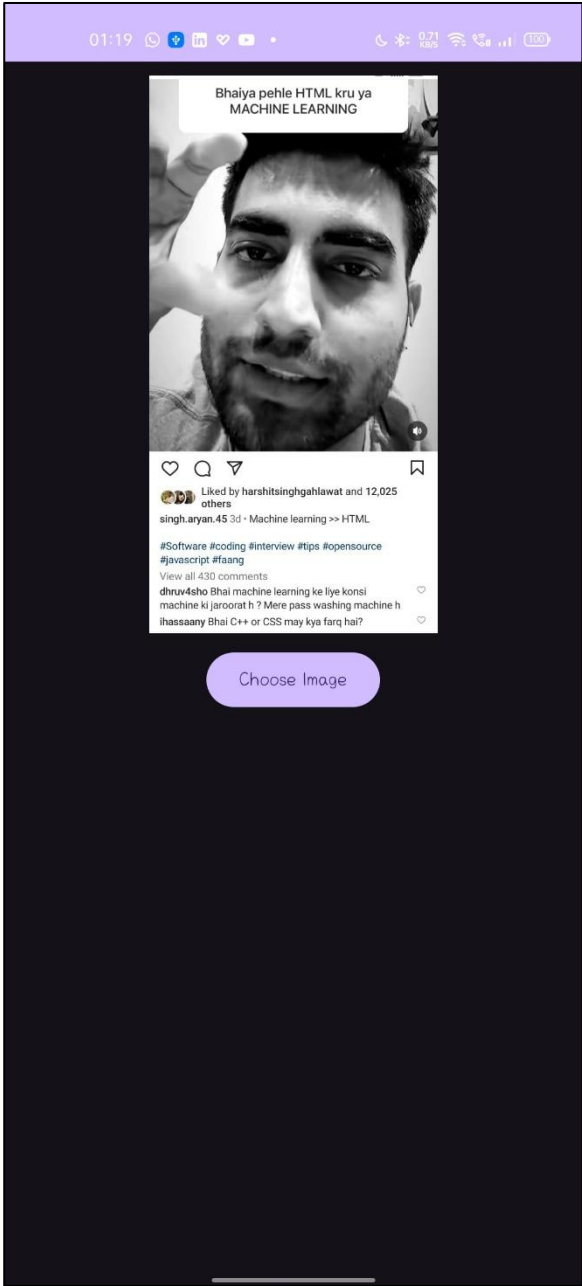 01:19
0.71
KB/S
100
Bhaiya pehle HTML kru ya
MACHINE LEARNING
Liked by harshitsinghgahlawat and 12,025
others
singh.aryan.45 3d • Machine learning >> HTML
#Software #coding #interview #tips #opensource
#javascript #faang
View all 430 comments
dhruv4sho Bhai machine learning ke liye konsi
machine ki jaroorat h ? Mere pass washing machine h
ihassaany Bhai C++ or CSS may kya farq hai?
Choose Image